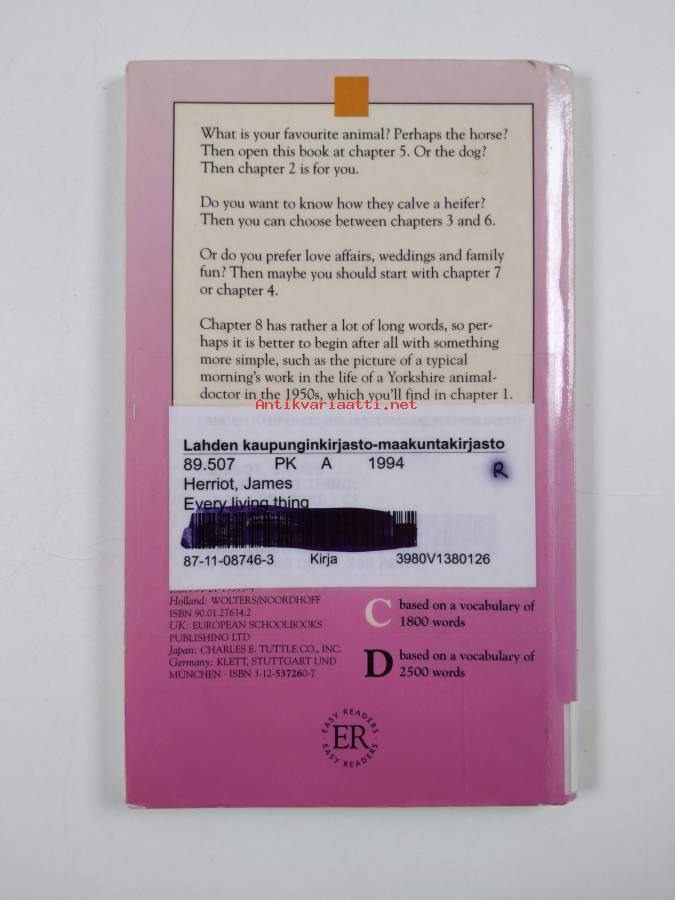 What is your favourite animal? Perhaps the horse?
Then open this book at chapter 5. Or the dog?
Then chapter 2 is for you.
Do you want to know how they calve a heifer?
Then you can choose between chapters 3 and 6.
Or do you prefer love affairs, weddings and family
fun? Then maybe you should start with chapter 7
or chapter 4.
Chapter 8 has rather a lot of long words, so per-
haps it is better to begin after all with something
more simple, such as the picture of a typical
morning's work in the life of a Yorkshire animal-
doctor in the 1950s, which you'll find in chapter 1.
Antikvariaatti.net
Lahden kaupunginkirjasto-maakuntakirjasto
89.507 PK A 1994
R
Herriot, James
Every living thing
87-11-08746-3 Kirja 3980V1380126
Holland: WOLTERS/NOORDHOFF
ISBN 90.01.27634.2
UK: EUROPEAN SCHOOLBOOKS
PUBLISHING LTD
Japan: CHARLES E. TUTTLE CO., INC.
Germany: KLETT, STUTTGART UND
MÜNCHEN · ISBN 3-12-537260-7
C based on a vocabulary of
1800 words
D based on a vocabulary of
2500 words
EASY READERS
ER
EASY READERS